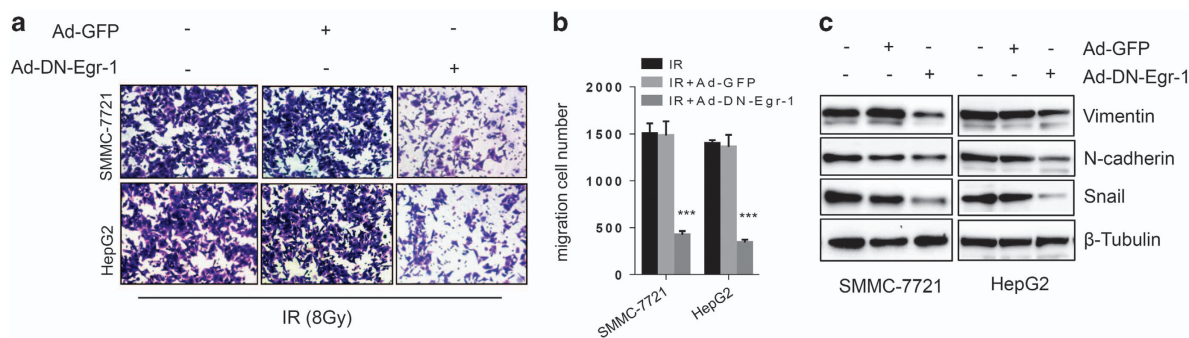 a
Ad-GFP - + -
Ad-DN-Egr-1 - - +
SMMC-7721
HepG2
IR (8Gy)
b
IR
IR+Ad-GFP
IR+Ad-DN-Egr-1
migration cell number
2000
1500
1000
500
0
***
***
SMMC-7721
HepG2
c
- + - - + - Ad-GFP
- - + - - + Ad-DN-Egr-1
Vimentin
N-cadherin
Snail
β-Tubulin
SMMC-7721
HepG2